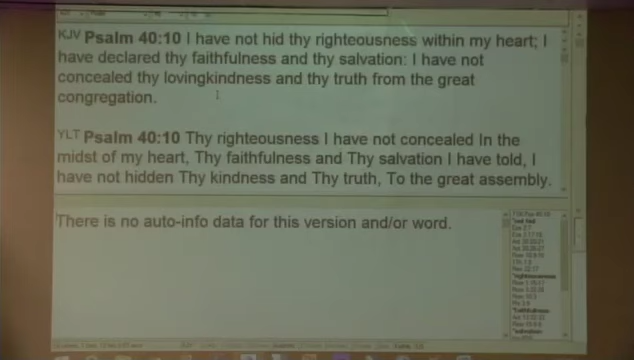 KJV Psalm 40:10 I have not hid thy righteousness within my heart; I
have declared thy faithfulness and thy salvation: I have not
concealed thy lovingkindness and thy truth from the great
congregation.
YLT Psalm 40:10 Thy righteousness I have not concealed In the
midst of my heart, Thy faithfulness and Thy salvation I have told, I
have not hidden Thy kindness and Thy truth, To the great assembly.
There is no auto-info data for this version and/or word.